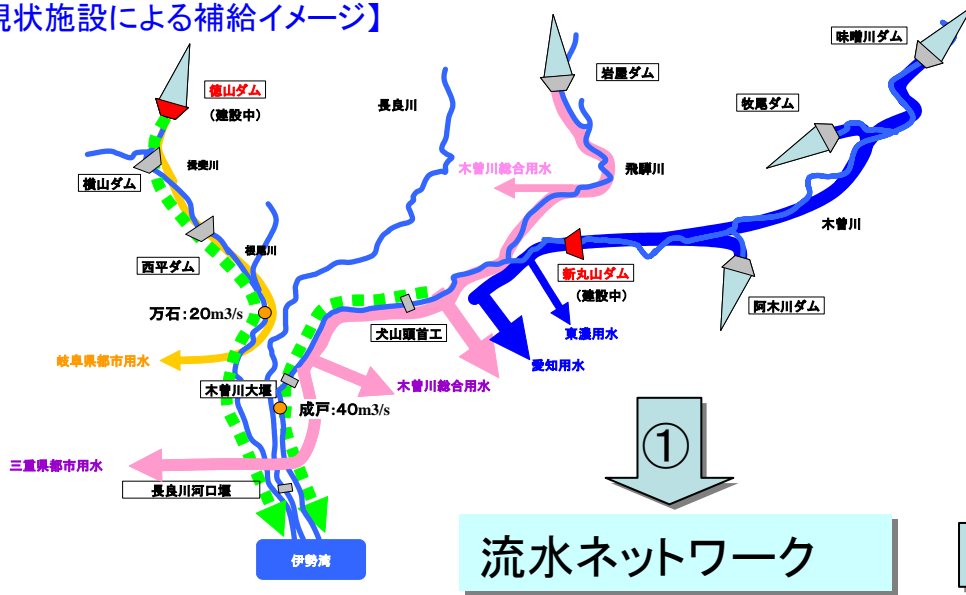 現状施設による補給イメージ】
味噌川ダム
徳山ダム
(建設中)
岩屋ダム
長良川
牧尾ダム
揖斐川
木曽川総合用水
飛騨川
横山ダム
木曽川
根尾川
西平ダム
新丸山ダム
(建設中)
阿木川ダム
万石:20m3/s
犬山頭首工
東濃用水
岐阜県都市用水
愛知用水
木曽川大堰
木曽川総合用水
成戸:40m3/s
①
三重県都市用水
長良川河口堰
流水ネットワーク
伊勢湾